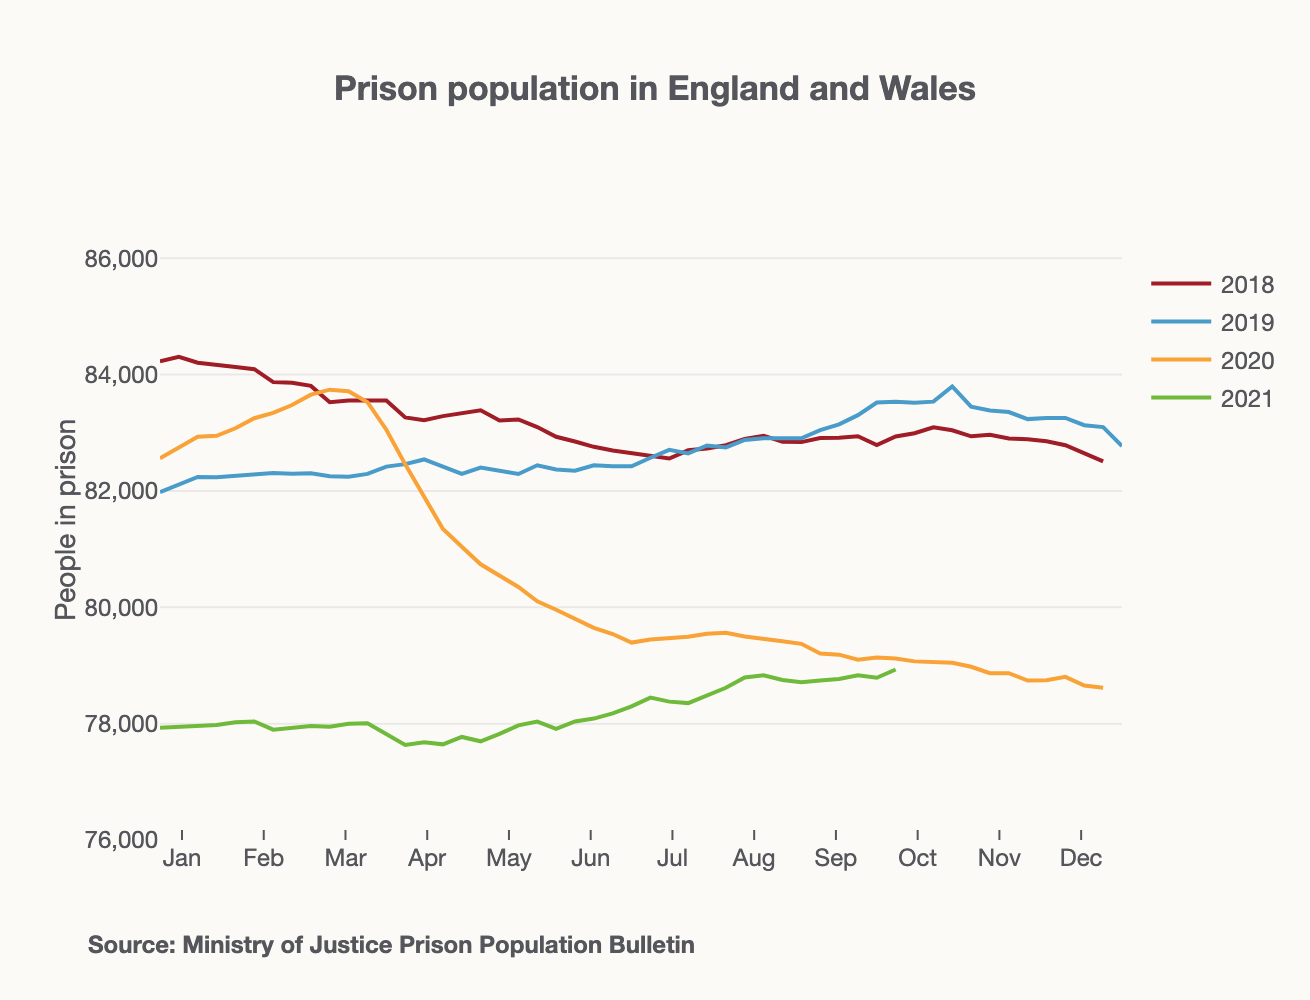 Prison population in England and Wales
86,000
84,000
82,000
80,000
78,000
76,000
People in prison
Jan Feb Mar Apr May Jun Jul Aug Sep Oct Nov Dec
2018
2019
2020
2021
Source: Ministry of Justice Prison Population Bulletin